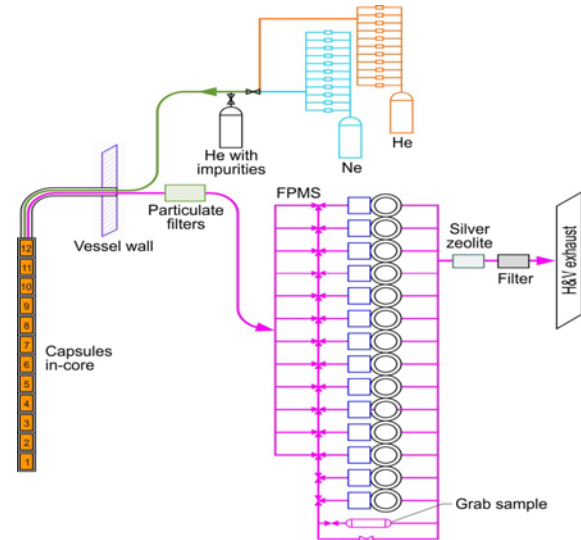 He
Ne
He with
impurities
FPMS
Particulate
filters
Vessel wall
Silver
zeolite
Filter
H&V exhaust
12
11
10
9
8
7
6
5
4
3
2
1
Capsules
in-core
Grab sample